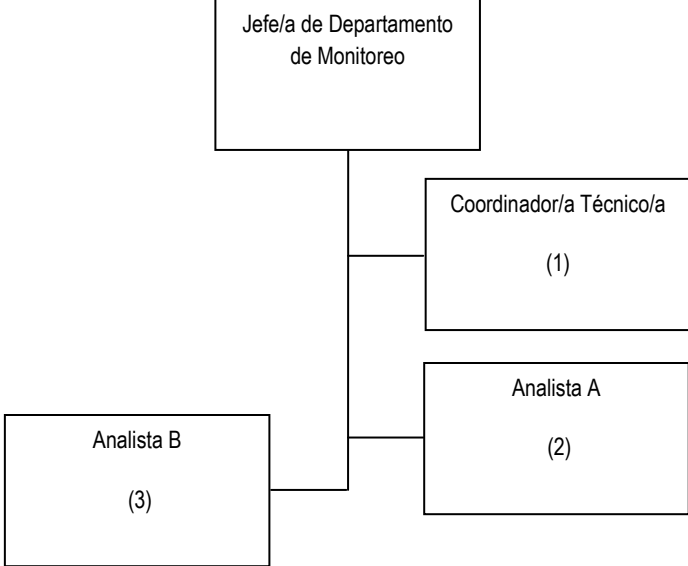 Jefe/a de Departamento
de Monitoreo
Coordinador/a Técnico/a
(1)
Analista A
(2)
Analista B
(3)